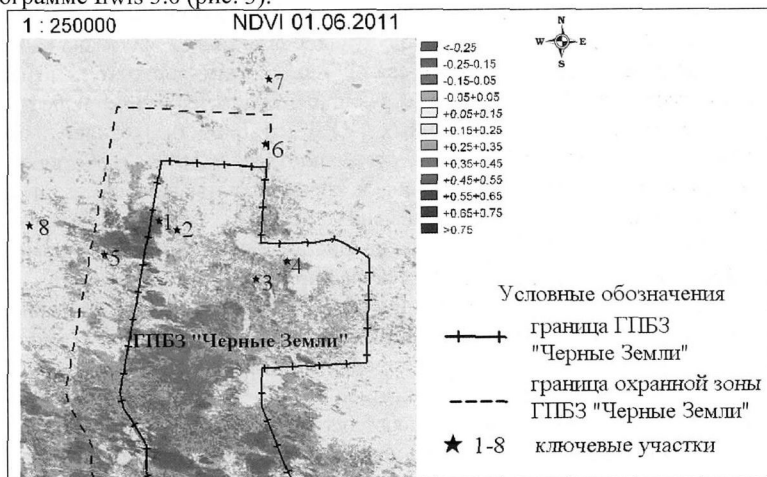 ограмме Ilwis 3.6 (рис. 3).
1 : 250000 NDVI 01.06.2011
N
W E
S
<-0.25
-0.25-0.15
-0.15-0.05
-0.05+0.05
+0.05+0.15
+0.15+0.25
+0.25+0.35
+0.35+0.45
+0.45+0.55
+0.55+0.65
+0.65+0.75
>0.75
7
6
1
2
8
5
4
3
ГПБЗ "Черные Земли"
Условные обозначения
граница ГПБЗ
"Черные Земли"
граница охранной зоны
ГПБЗ "Черные Земли"
1-8 ключевые участки